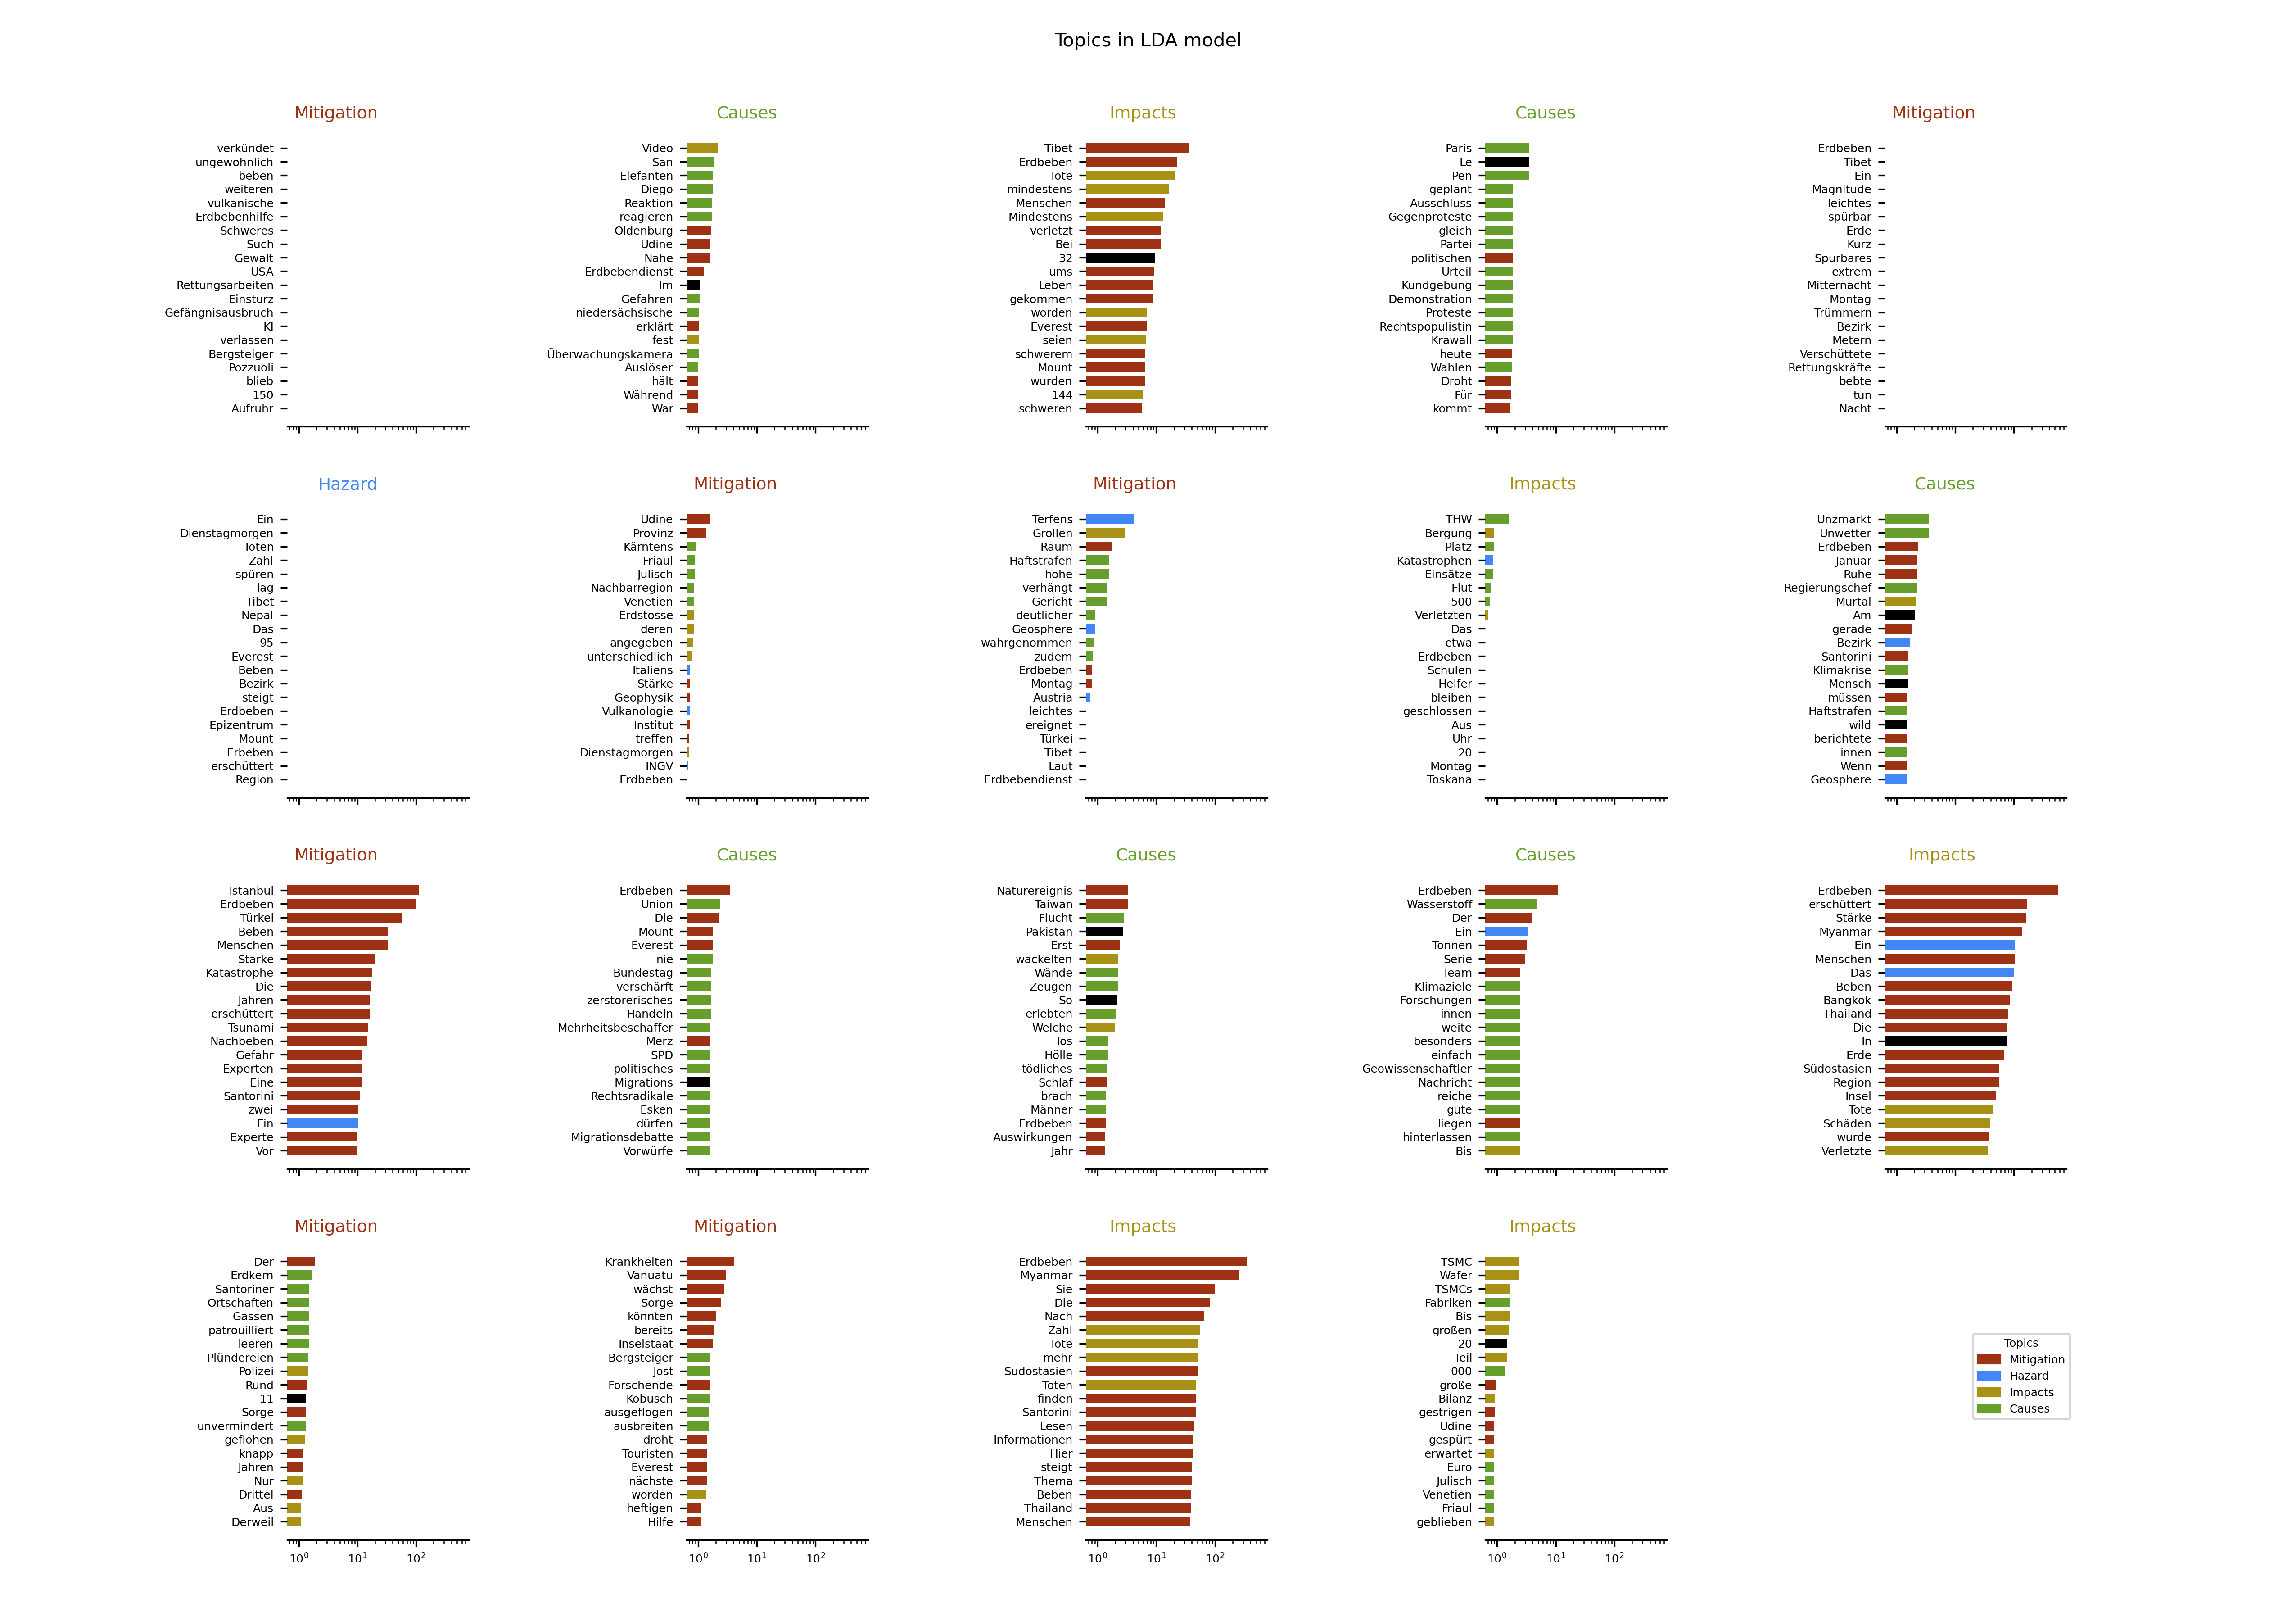 Topics in LDA model
Mitigation
verkündet
ungewöhnlich
beben
weiteren
vulkanische
Erdbebenhilfe
Schweres
Such
Gewalt
USA
Rettungsarbeiten
Einsturz
Gefängnisausbruch
KI
verlassen
Bergsteiger
Pozzuoli
blieb
150
Aufruhr
Causes
Video
San
Elefanten
Diego
Reaktion
reagieren
Oldenburg
Udine
Nähe
Erdbebendienst
Im
Gefahren
niedersächsische
erklärt
fest
Überwachungskamera
Auslöser
hält
Während
War
Impacts
Tibet
Erdbeben
Tote
mindestens
Menschen
Mindestens
verletzt
Bei
32
ums
Leben
gekommen
worden
Everest
seien
schwerem
Mount
wurden
144
schweren
Causes
Paris
Le
Pen
geplant
Ausschluss
Gegenproteste
gleich
Partei
politischen
Urteil
Kundgebung
Demonstration
Proteste
Rechtspopulistin
Krawall
heute
Wahlen
Droht
Für
kommt
Mitigation
Erdbeben
Tibet
Ein
Magnitude
leichtes
spürbar
Erde
Kurz
Spürbares
extrem
Mitternacht
Montag
Trümmern
Bezirk
Metern
Verschüttete
Rettungskräfte
bebte
tun
Nacht
Hazard
Ein
Dienstagmorgen
Toten
Zahl
spüren
lag
Tibet
Nepal
Das
95
Everest
Beben
Bezirk
steigt
Erdbeben
Epizentrum
Mount
Erbeben
erschüttert
Region
Mitigation
Udine
Provinz
Kärntens
Friaul
Julisch
Nachbarregion
Venetien
Erdstösse
deren
angegeben
unterschiedlich
Italiens
Stärke
Geophysik
Vulkanologie
Institut
treffen
Dienstagmorgen
INGV
Erdbeben
Mitigation
Terfens
Grollen
Raum
Haftstrafen
hohe
verhängt
Gericht
deutlicher
Geosphere
wahrgenommen
zudem
Erdbeben
Montag
Austria
leichtes
ereignet
Türkei
Tibet
Laut
Erdbebendienst
Impacts
THW
Bergung
Platz
Katastrophen
Einsätze
Flut
500
Verletzten
Das
etwa
Erdbeben
Schulen
Helfer
bleiben
geschlossen
Aus
Uhr
20
Montag
Toskana
Causes
Unzmarkt
Unwetter
Erdbeben
Januar
Ruhe
Regierungschef
Murtal
Am
gerade
Bezirk
Santorini
Klimakrise
Mensch
müssen
Haftstrafen
wild
berichtete
innen
Wenn
Geosphere
Mitigation
Istanbul
Erdbeben
Türkei
Beben
Menschen
Stärke
Katastrophe
Die
Jahren
erschüttert
Tsunami
Nachbeben
Gefahr
Experten
Eine
Santorini
zwei
Ein
Experte
Vor
Causes
Erdbeben
Union
Die
Mount
Everest
nie
Bundestag
verschärft
zerstörerisches
Handeln
Mehrheitsbeschaffer
Merz
SPD
politisches
Migrations
Rechtsradikale
Esken
dürfen
Migrationsdebatte
Vorwürfe
Causes
Naturereignis
Taiwan
Flucht
Pakistan
Erst
wackelten
Wände
Zeugen
So
erlebten
Welche
los
Hölle
tödliches
Schlaf
brach
Männer
Erdbeben
Auswirkungen
Jahr
Causes
Erdbeben
Wasserstoff
Der
Ein
Tonnen
Serie
Team
Klimaziele
Forschungen
innen
weite
besonders
einfach
Geowissenschaftler
Nachricht
reiche
gute
liegen
hinterlassen
Bis
Impacts
Erdbeben
erschüttert
Stärke
Myanmar
Ein
Menschen
Das
Beben
Bangkok
Thailand
Die
In
Erde
Südostasien
Region
Insel
Tote
Schäden
wurde
Verletzte
Mitigation
Der
Erdkern
Santoriner
Ortschaften
Gassen
patrouilliert
leeren
Plündereien
Polizei
Rund
11
Sorge
unvermindert
geflohen
knapp
Jahren
Nur
Drittel
Aus
Derweil
10⁰ 10¹ 10²
Mitigation
Krankheiten
Vanuatu
wächst
Sorge
könnten
bereits
Inselstaat
Bergsteiger
Jost
Forschende
Kobusch
ausgeflogen
ausbreiten
droht
Touristen
Everest
nächste
worden
heftigen
Hilfe
10⁰ 10¹ 10²
Impacts
Erdbeben
Myanmar
Sie
Die
Nach
Zahl
Tote
mehr
Südostasien
Toten
finden
Santorini
Lesen
Informationen
Hier
steigt
Thema
Beben
Thailand
Menschen
10⁰ 10¹ 10²
Impacts
TSMC
Wafer
TSMCs
Fabriken
Bis
großen
20
Teil
000
große
Bilanz
gestrigen
Udine
gespürt
erwartet
Euro
Julisch
Venetien
Friaul
geblieben
10⁰ 10¹ 10²
Topics
Mitigation
Hazard
Impacts
Causes